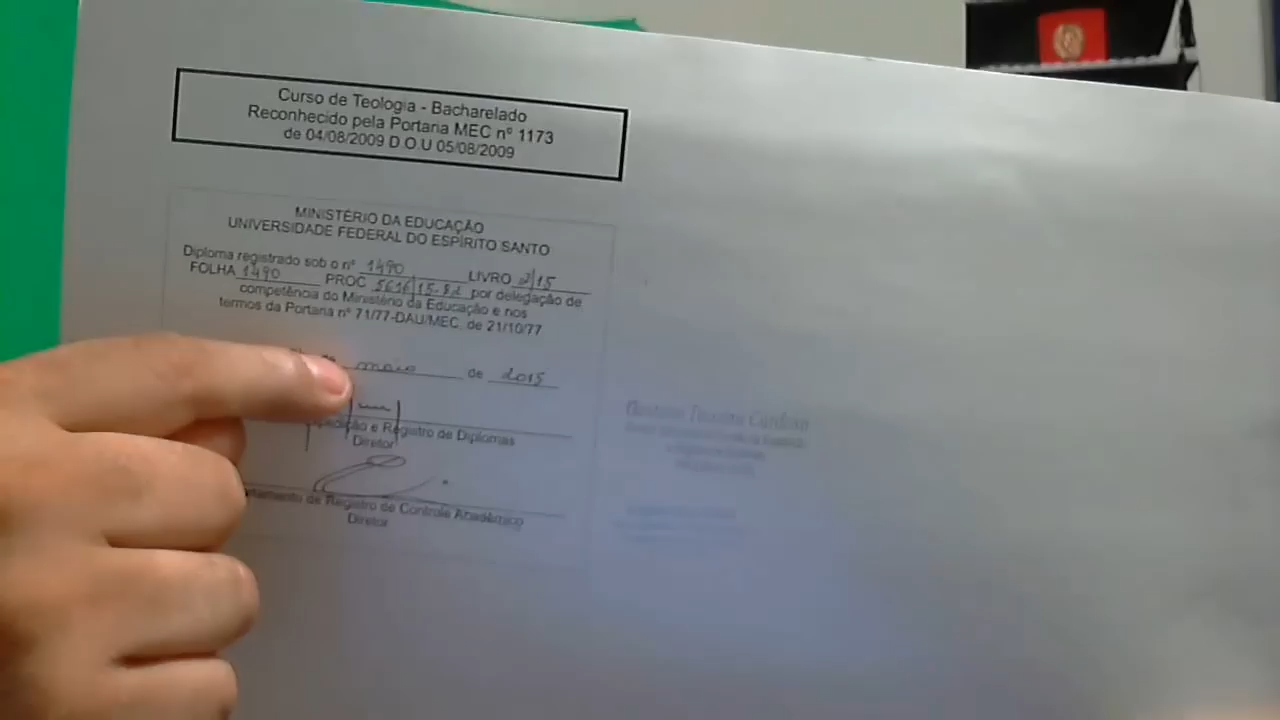 Curso de Teologia - Bacharelado
Reconhecido pela Portaria MEC nº 1173
de 04/08/2009 D O U 05/08/2009
MINISTÉRIO DA EDUCAÇÃO
UNIVERSIDADE FEDERAL DO ESPÍRITO SANTO
Diploma registrado sob o nº 1490 LIVRO 2/15
FOLHA 1490 PROC 5616/15-82 por delegação de
competência do Ministério da Educação e nos
termos da Portaria nº 71/77-DAU/MEC, de 21/10/77
maio de 2015
e Registro de Diplomas
Diretor
de Registro de Controle Acadêmico
Diretor